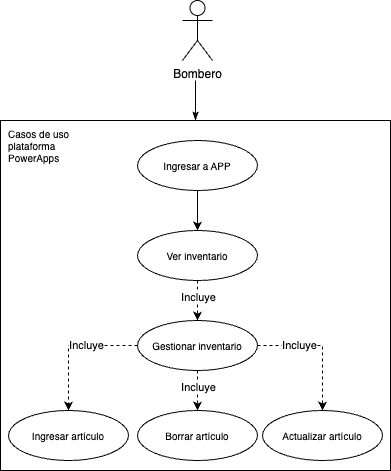 Bombero
Casos de uso
plataforma
PowerApps
Ingresar a APP
Ver inventario
Incluye
Gestionar inventario
Incluye
Incluye
Incluye
Ingresar artículo
Borrar artículo
Actualizar artículo